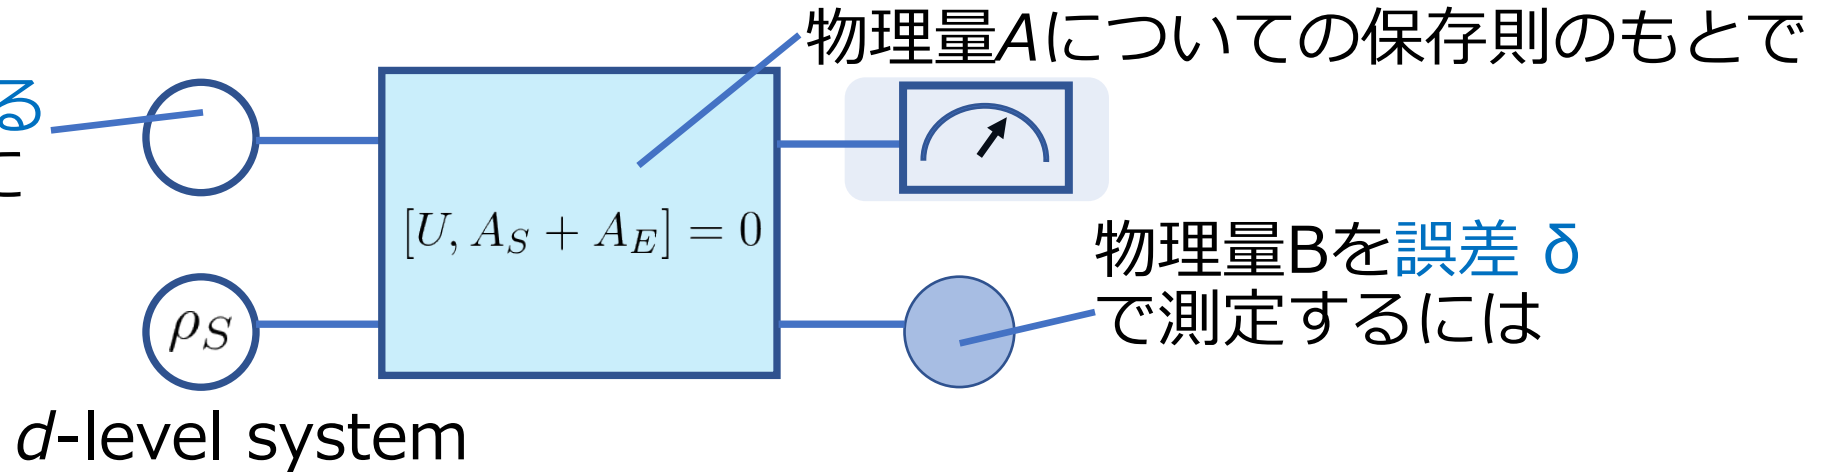 物理量Aについての保存則のもとで
る
に
[U, A_S + A_E] = 0
物理量Bを誤差 δ
で測定するには
ρ_S
d-level system